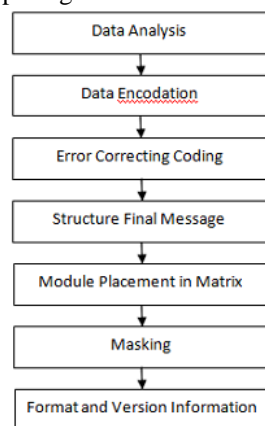 Data Analysis
Data Encodation
Error Correcting Coding
Structure Final Message
Module Placement in Matrix
Masking
Format and Version Information